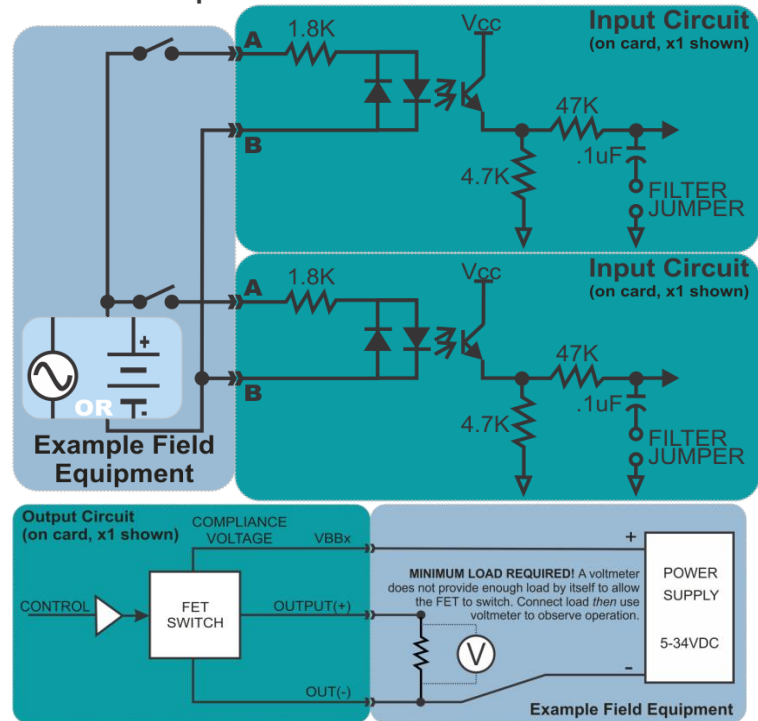 Input Circuit
(on card, x1 shown)
A
1.8K
Vcc
47K
B
4.7K
.1uF
FILTER
JUMPER
Input Circuit
(on card, x1 shown)
A
1.8K
Vcc
47K
B
4.7K
.1uF
FILTER
JUMPER
+
OR
-
Example Field
Equipment
Output Circuit
(on card, x1 shown)
COMPLIANCE
VOLTAGE
VBBx
CONTROL
FET
SWITCH
OUTPUT(+)
OUT(-)
MINIMUM LOAD REQUIRED! A voltmeter
does not provide enough load by itself to allow
the FET to switch. Connect load then use
voltmeter to observe operation.
V
+
-
POWER
SUPPLY
5-34VDC
Example Field Equipment